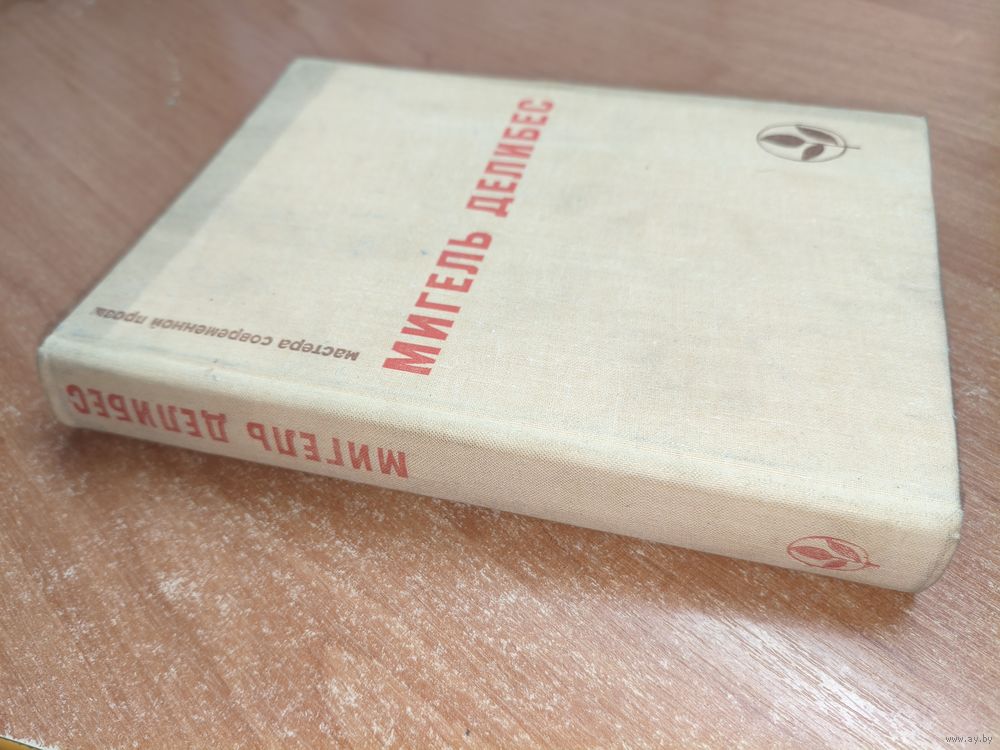 мастера современной прозы
МИГЕЛЬ ДЕЛИБЕС
МИГЕЛЬ ДЕЛИБЕС
www.ay.by